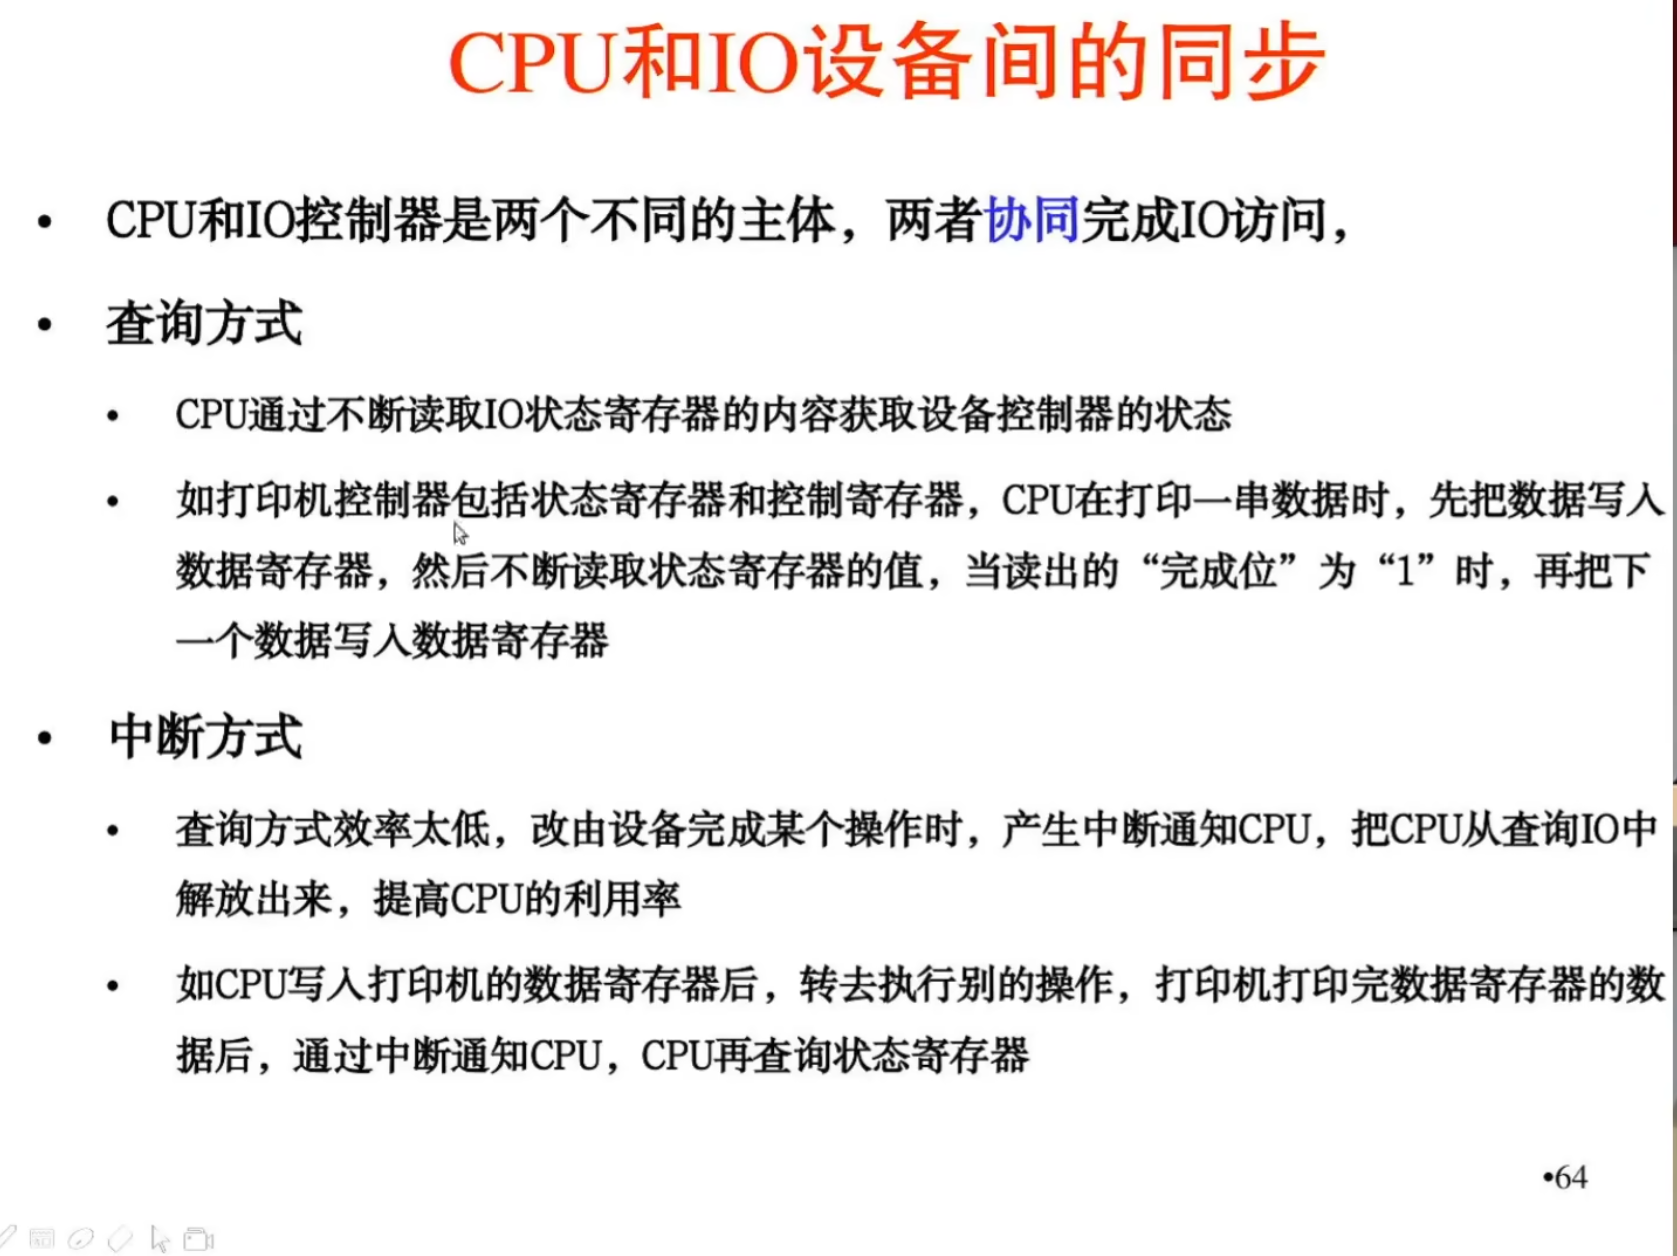 CPU和IO设备间的同步
• CPU和IO控制器是两个不同的主体，两者协同完成IO访问，
• 查询方式
• CPU通过不断读取IO状态寄存器的内容获取设备控制器的状态
• 如打印机控制器包括状态寄存器和控制寄存器，CPU在打印一串数据时，先把数据写入
数据寄存器，然后不断读取状态寄存器的值，当读出的“完成位”为“1”时，再把下
一个数据写入数据寄存器
• 中断方式
• 查询方式效率太低，改由设备完成某个操作时，产生中断通知CPU，把CPU从查询IO中
解放出来，提高CPU的利用率
• 如CPU写入打印机的数据寄存器后，转去执行别的操作，打印机打印完数据寄存器的数
据后，通过中断通知CPU，CPU再查询状态寄存器
•64